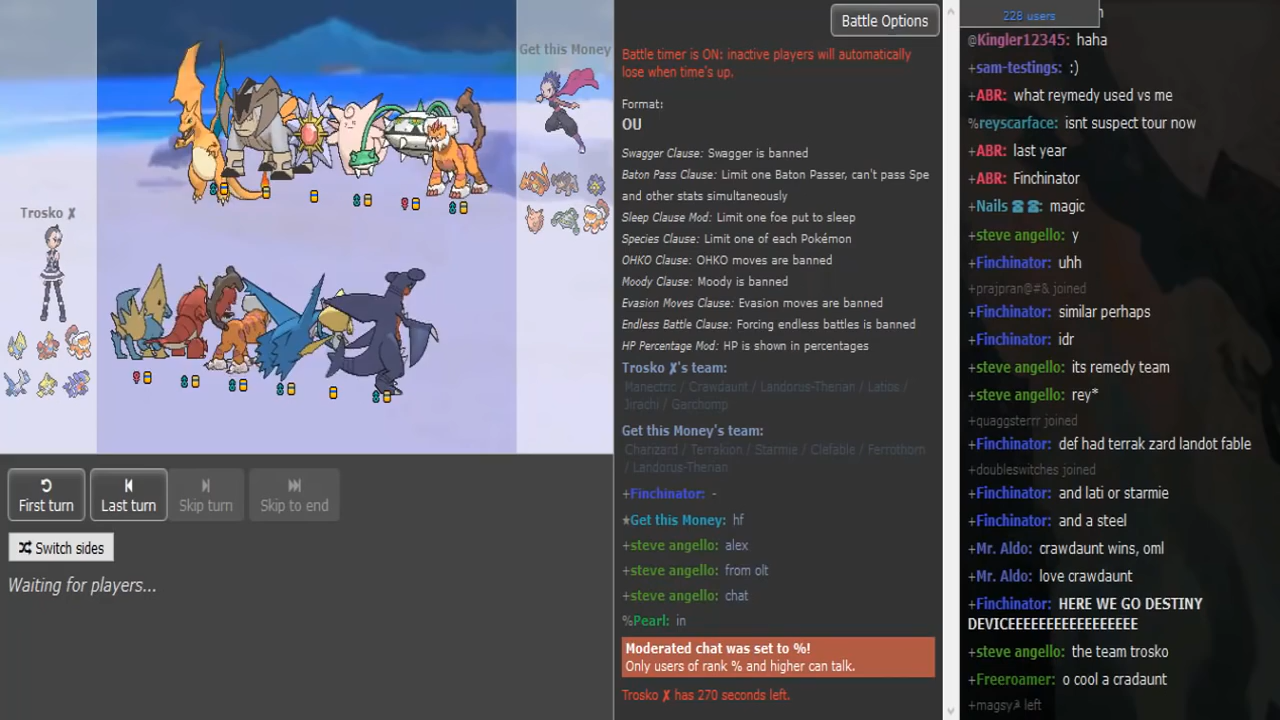 Get this Money
Trosko ✗
First turn
Last turn
Skip turn
Skip to end
Switch sides
Waiting for players...
Battle Options
Battle timer is ON: inactive players will automatically
lose when time's up.
Format:
OU
Swagger Clause: Swagger is banned
Baton Pass Clause: Limit one Baton Passer, can't pass Spe
and other stats simultaneously
Sleep Clause Mod: Limit one foe put to sleep
Species Clause: Limit one of each Pokémon
OHKO Clause: OHKO moves are banned
Moody Clause: Moody is banned
Evasion Moves Clause: Evasion moves are banned
Endless Battle Clause: Forcing endless battles is banned
HP Percentage Mod: HP is shown in percentages
Trosko ✗'s team:
Manectric / Crawdaunt / Landorus-Therian / Latios /
Jirachi / Garchomp
Get this Money's team:
Charizard / Terrakion / Starmie / Clefable / Ferrothorn
/ Landorus-Therian
+Finchinator: -
★Get this Money: hf
+steve angello: alex
+steve angello: from olt
+steve angello: chat
%Pearl: in
Moderated chat was set to %!
Only users of rank % and higher can talk.
Trosko ✗ has 270 seconds left.
228 users
@Kingler12345: haha
+sam-testings: :)
+ABR: what reymedy used vs me
%reyscarface: isnt suspect tour now
+ABR: last year
+ABR: Finchinator
+Nails ☎☎: magic
+steve angello: y
+Finchinator: uhh
+prajpran@#& joined
+Finchinator: similar perhaps
+Finchinator: idr
+steve angello: its remedy team
+steve angello: rey*
+quaggsterrr joined
+Finchinator: def had terrak zard landot fable
+doubleswitches joined
+Finchinator: and lati or starmie
+Finchinator: and a steel
+Mr. Aldo: crawdaunt wins, oml
+Mr. Aldo: love crawdaunt
+Finchinator: HERE WE GO DESTINY
DEVICEEEEEEEEEEEEEEEEE
+steve angello: the team trosko
+Freeroamer: o cool a cradaunt
+magsy☭ left